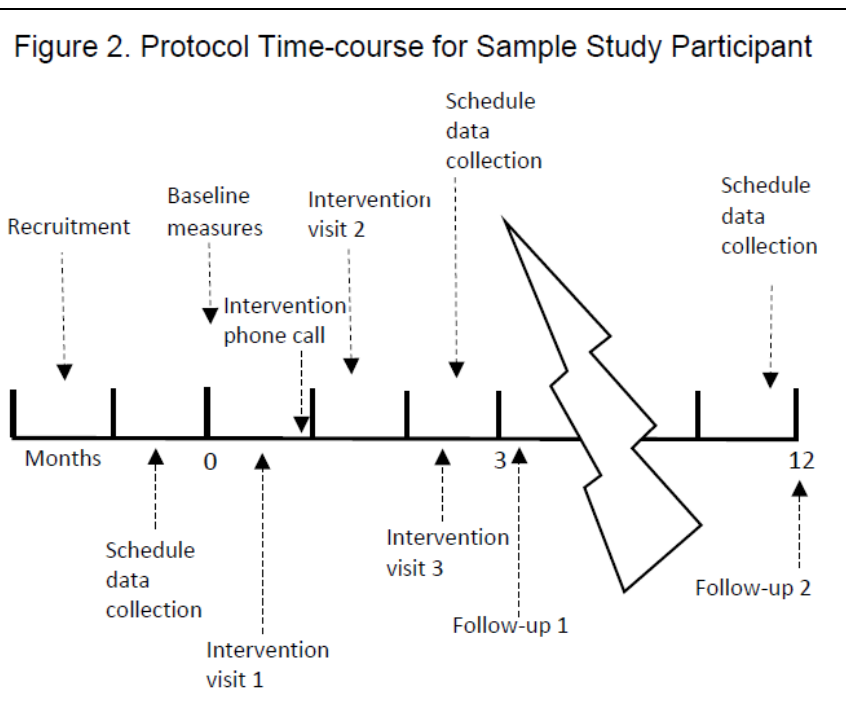 Figure 2. Protocol Time-course for Sample Study Participant
Schedule
data
collection
Schedule
data
collection
Baseline
measures
Intervention
visit 2
Recruitment
Intervention
phone call
Months
0
3
12
Schedule
data
collection
Intervention
visit 3
Follow-up 2
Follow-up 1
Intervention
visit 1